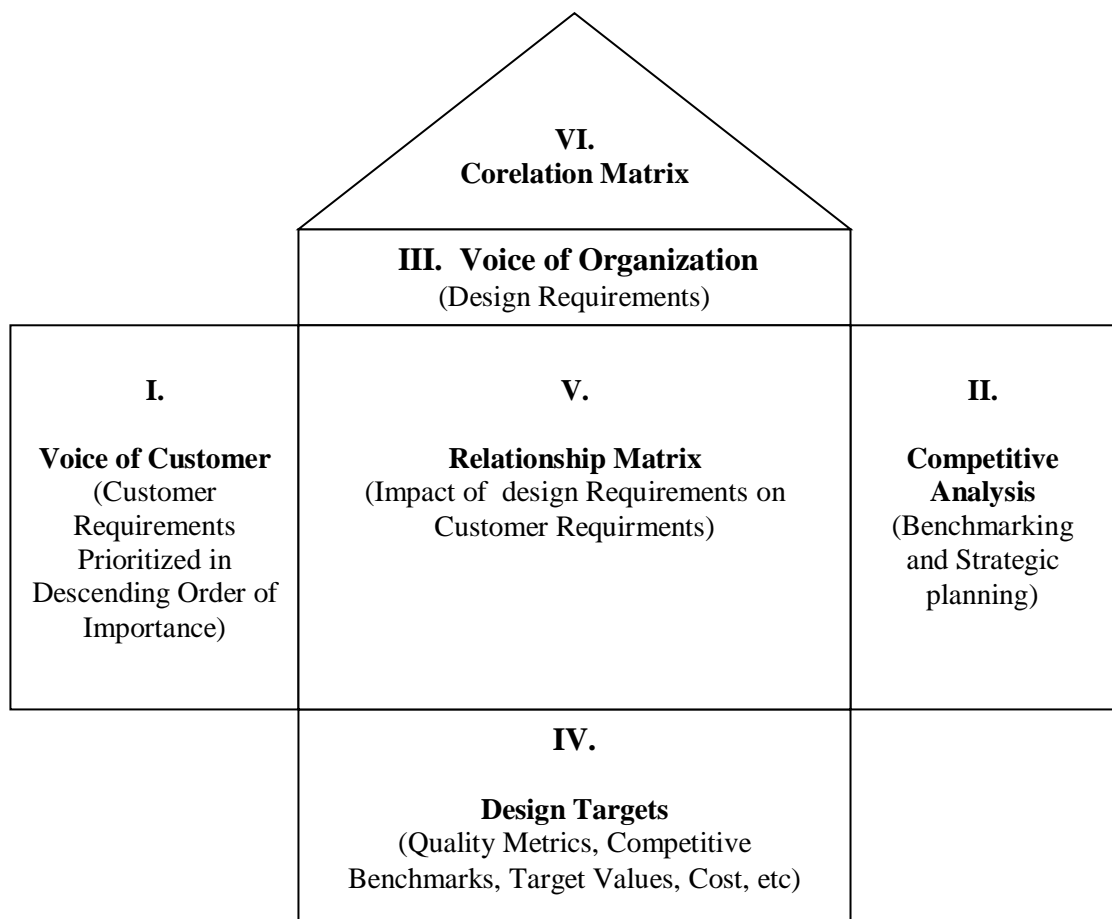 VI.
Corelation Matrix
III. Voice of Organization
(Design Requirements)
I.
Voice of Customer
(Customer
Requirements
Prioritized in
Descending Order of
Importance)
V.
Relationship Matrix
(Impact of design Requirements on
Customer Requirments)
II.
Competitive
Analysis
(Benchmarking
and Strategic
planning)
IV.
Design Targets
(Quality Metrics, Competitive
Benchmarks, Target Values, Cost, etc)